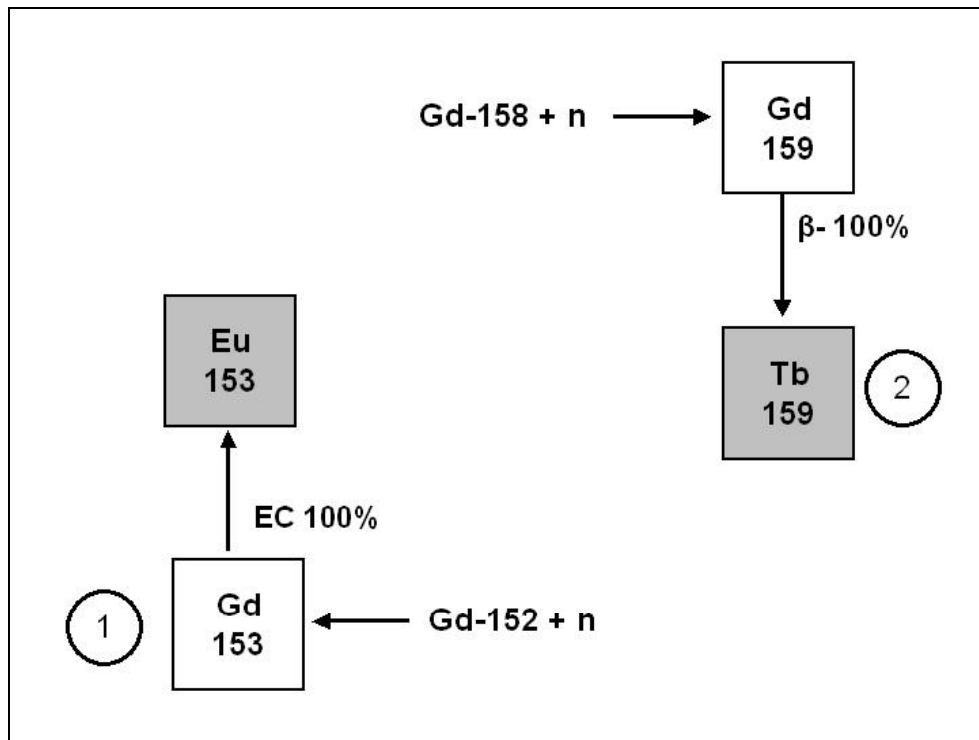 Gd-158 + n
Gd
159
β- 100%
Eu
153
Tb
159
2
EC 100%
1
Gd
153
Gd-152 + n